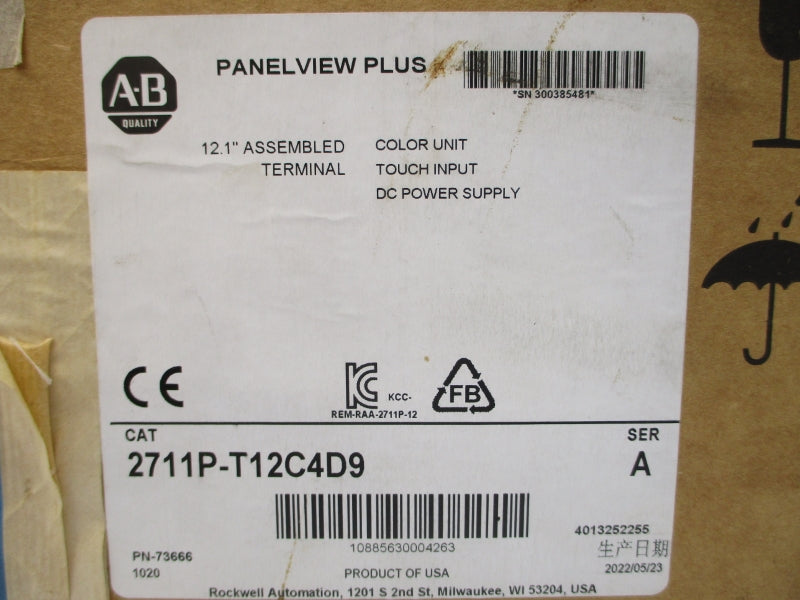 A-B
QUALITY
PANELVIEW PLUS
*SN 300385481*
12.1" ASSEMBLED TERMINAL
COLOR UNIT
TOUCH INPUT
DC POWER SUPPLY
CE
KCC-
REM-RAA-2711P-12
FB
CAT
SER
2711P-T12C4D9
A
10885630004263
4013252255
生产日期
2022/05/23
PN-73666
1020
PRODUCT OF USA
Rockwell Automation, 1201 S 2nd St, Milwaukee, WI 53204, USA